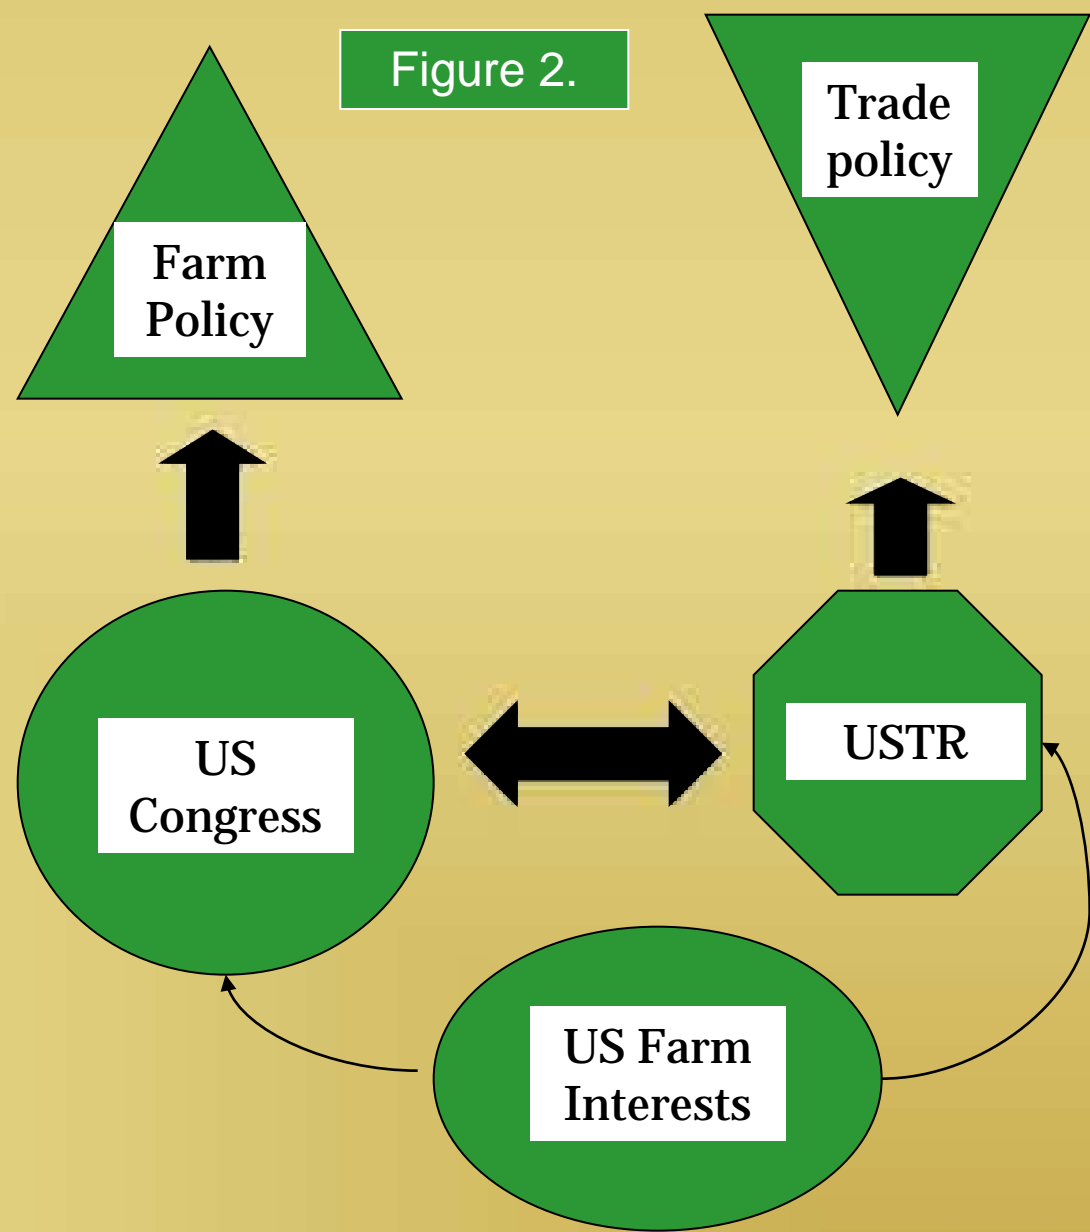 Figure 2.
Trade
policy
Farm
Policy
US
Congress
USTR
US Farm
Interests